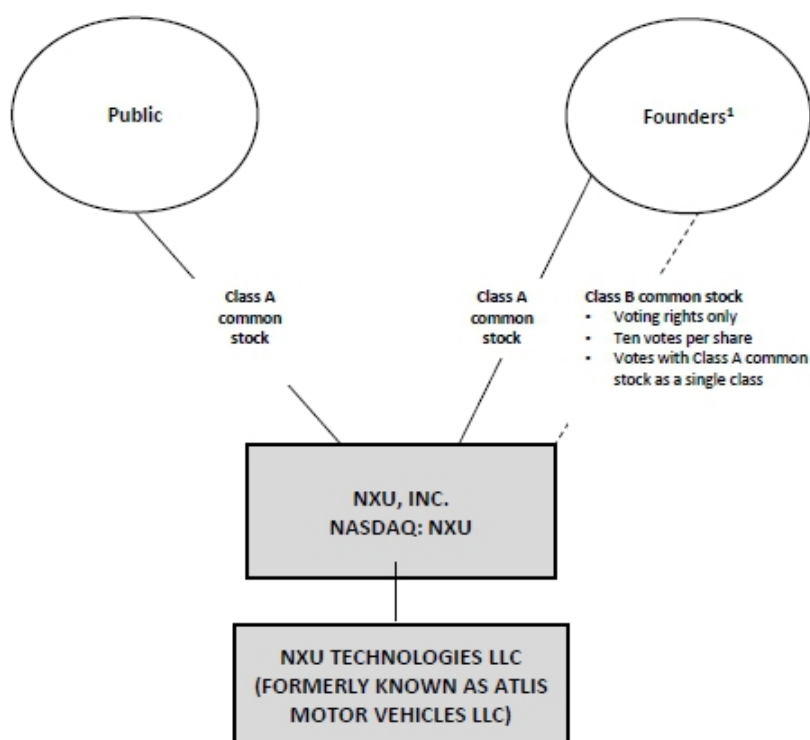 Public
Founders¹
Class A
common
stock
Class A
common
stock
Class B common stock
• Voting rights only
• Ten votes per share
• Votes with Class A common
stock as a single class
NXU, INC.
NASDAQ: NXU
NXU TECHNOLOGIES LLC
(FORMERLY KNOWN AS ATLIS
MOTOR VEHICLES LLC)